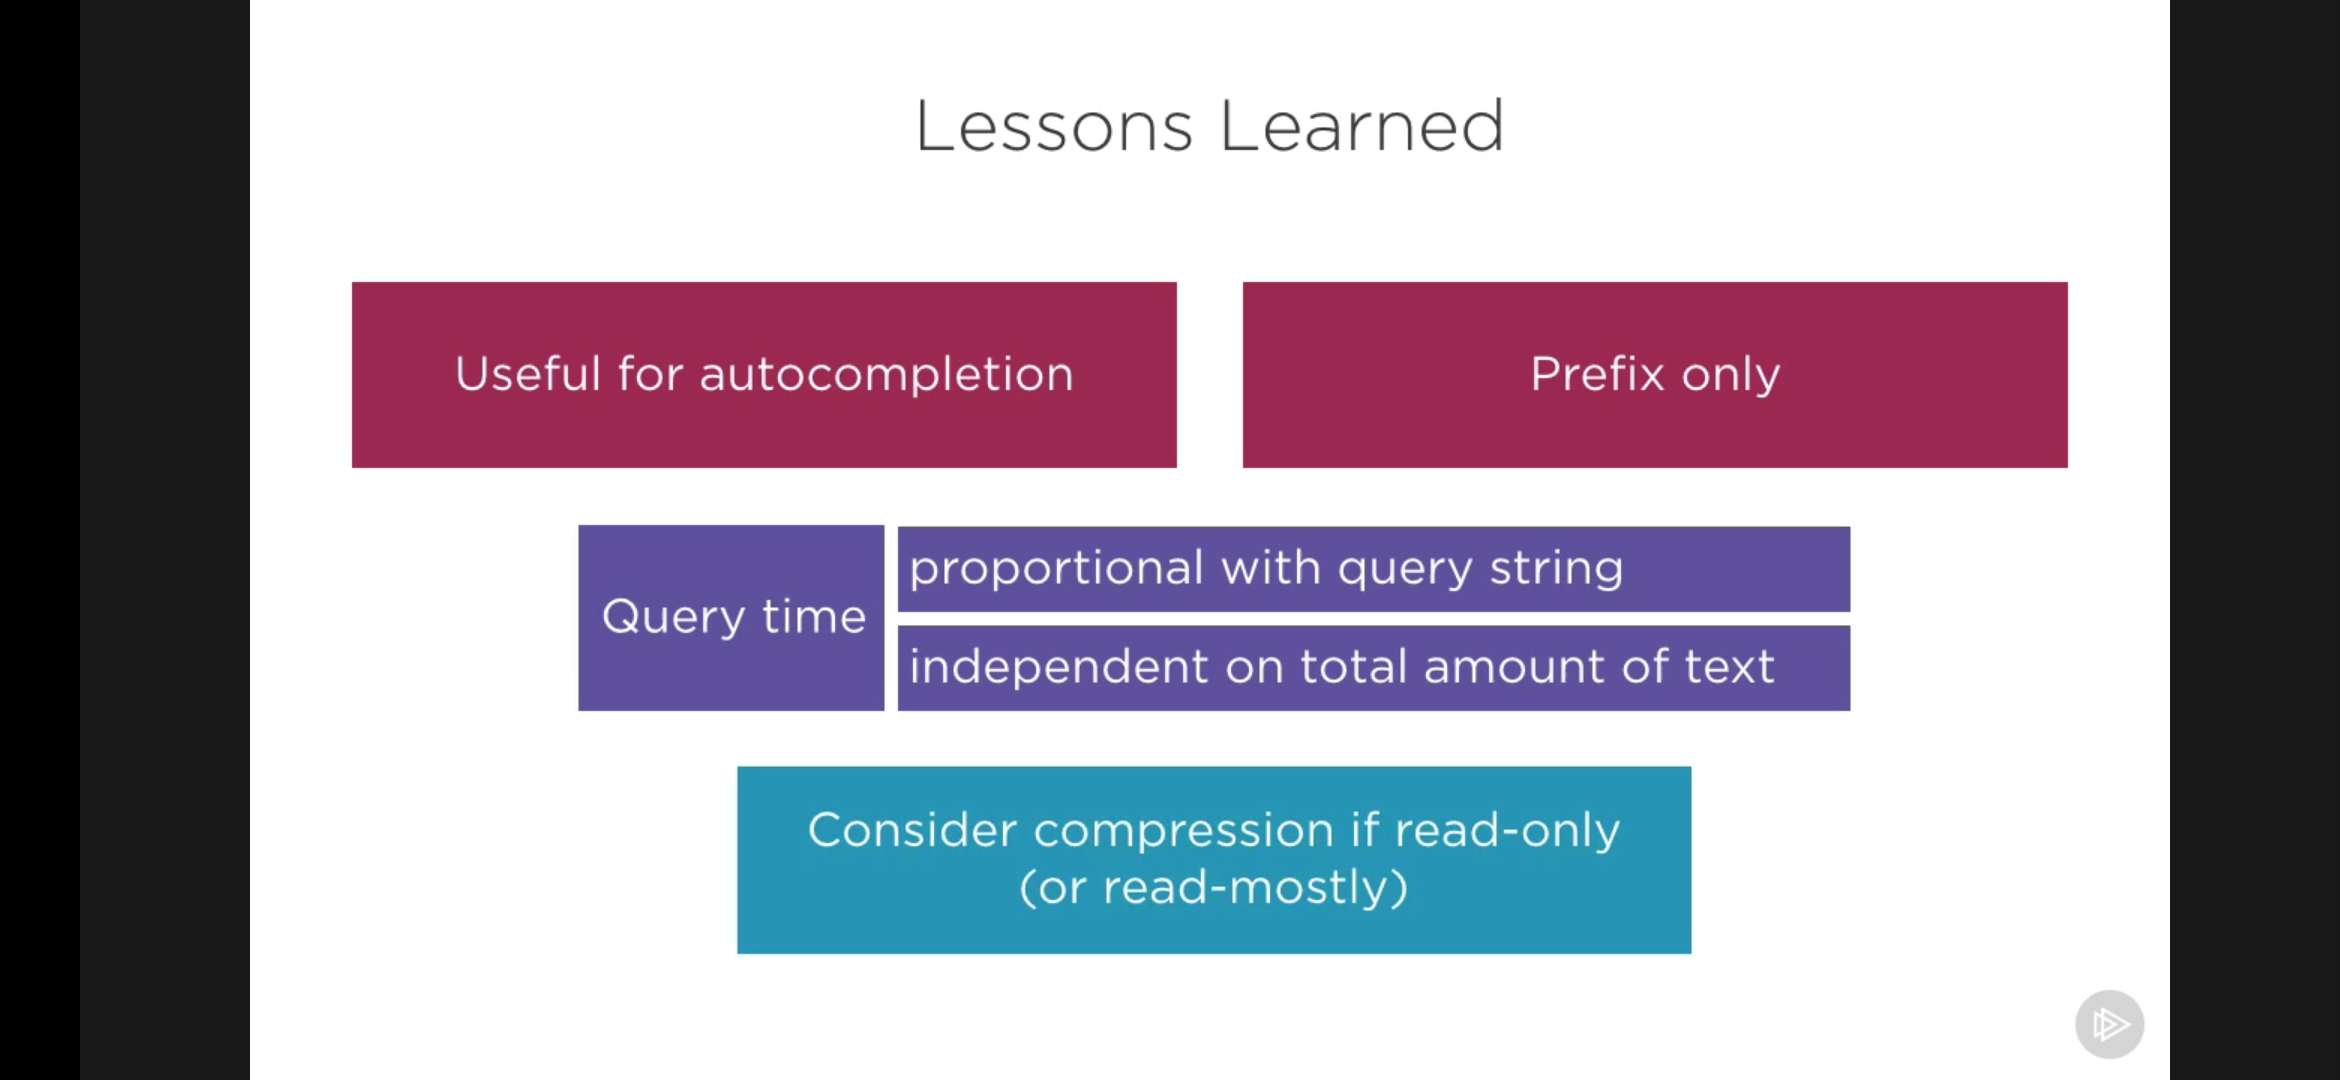 Lessons Learned
Useful for autocompletion
Prefix only
Query time
proportional with query string
independent on total amount of text
Consider compression if read-only
(or read-mostly)